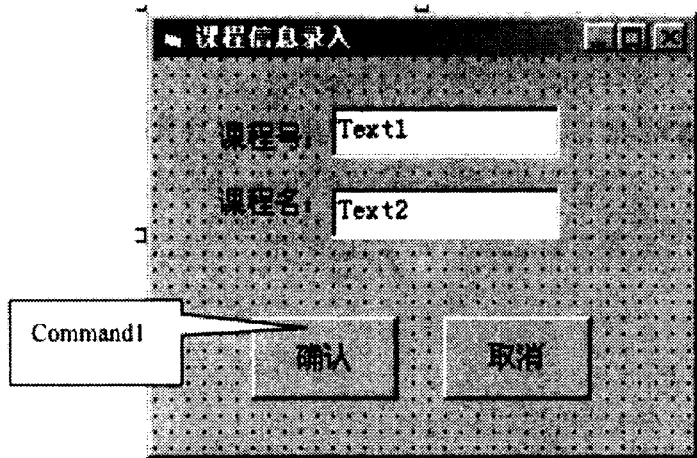 课程信息录入
课程号：
Text1
课程名：
Text2
Command1
确认
取消